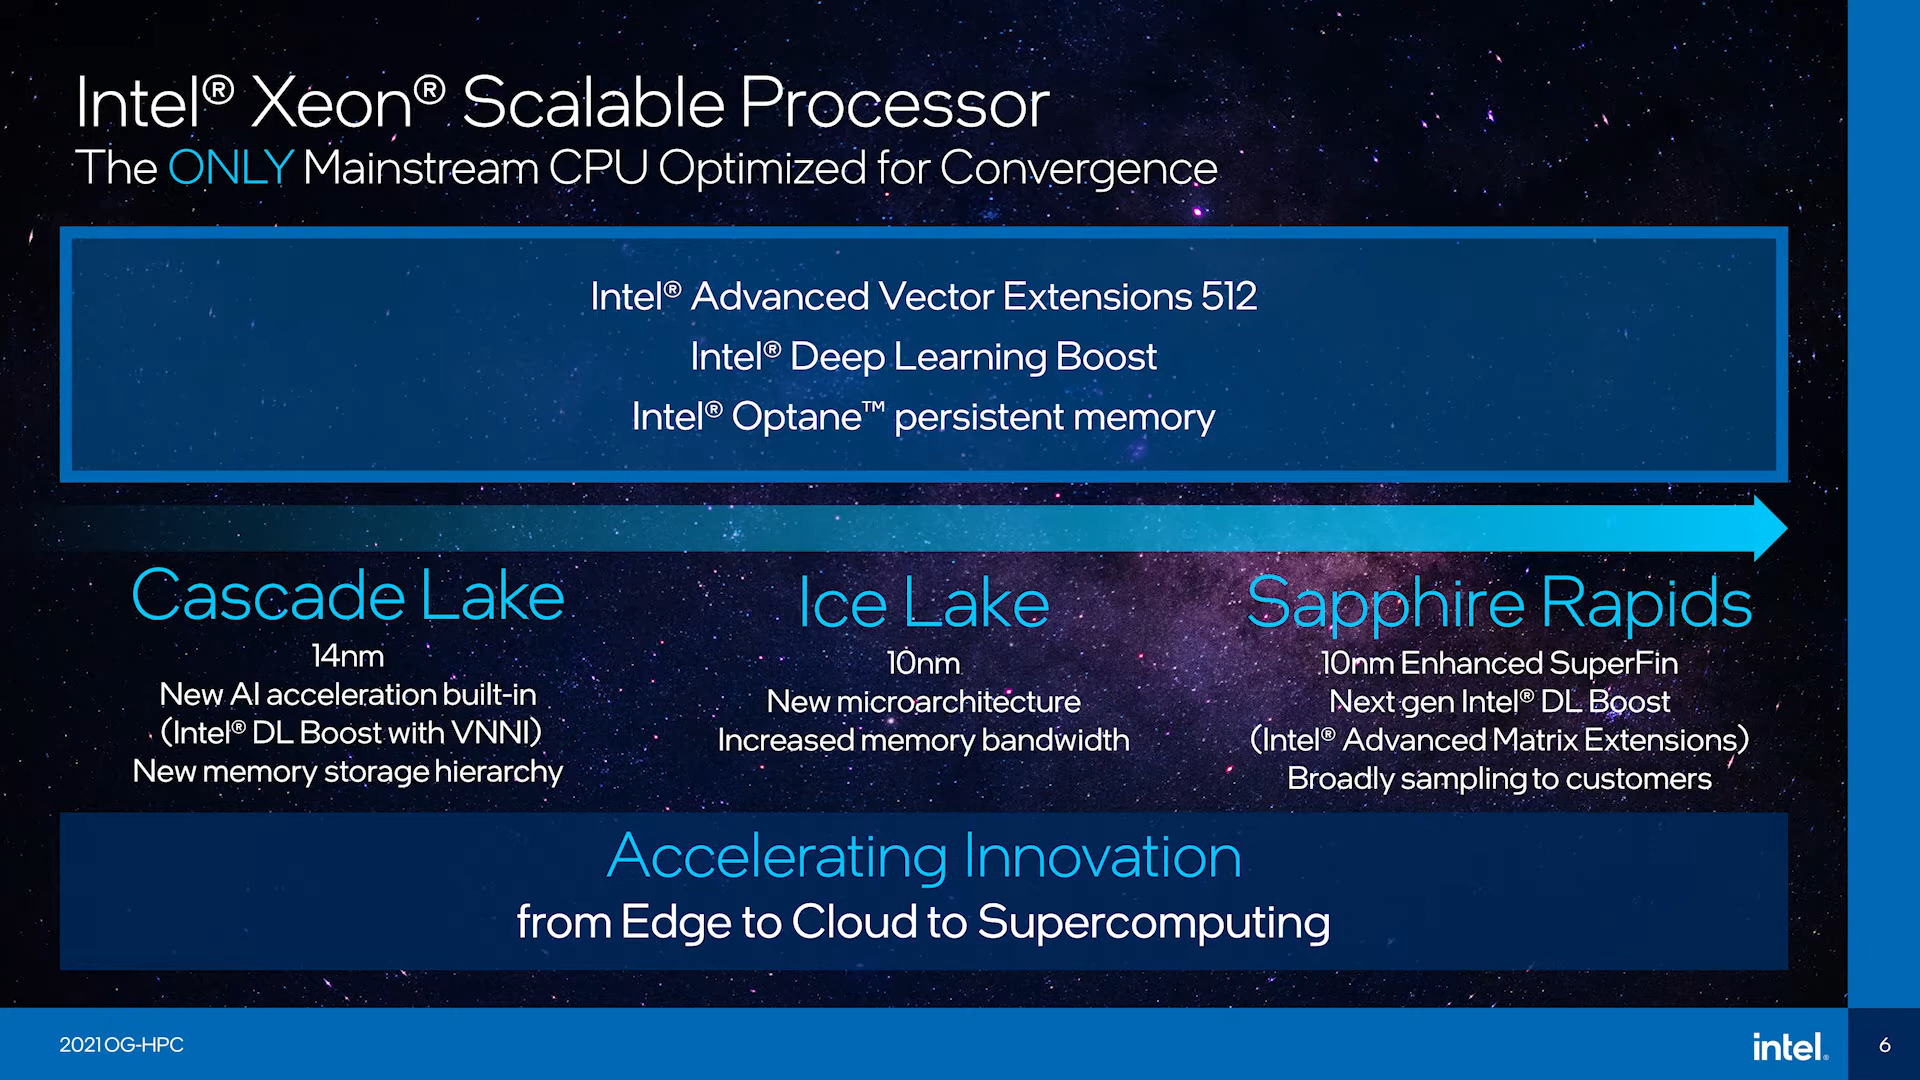 Intel® Xeon® Scalable Processor
The ONLY Mainstream CPU Optimized for Convergence
Intel® Advanced Vector Extensions 512
Intel® Deep Learning Boost
Intel® Optane™ persistent memory
Cascade Lake
14nm
New AI acceleration built-in
(Intel® DL Boost with VNNI)
New memory storage hierarchy
Ice Lake
10nm
New microarchitecture
Increased memory bandwidth
Sapphire Rapids
10nm Enhanced SuperFin
Next gen Intel® DL Boost
(Intel® Advanced Matrix Extensions)
Broadly sampling to customers
Accelerating Innovation
from Edge to Cloud to Supercomputing
2021 OG-HPC
intel®
6